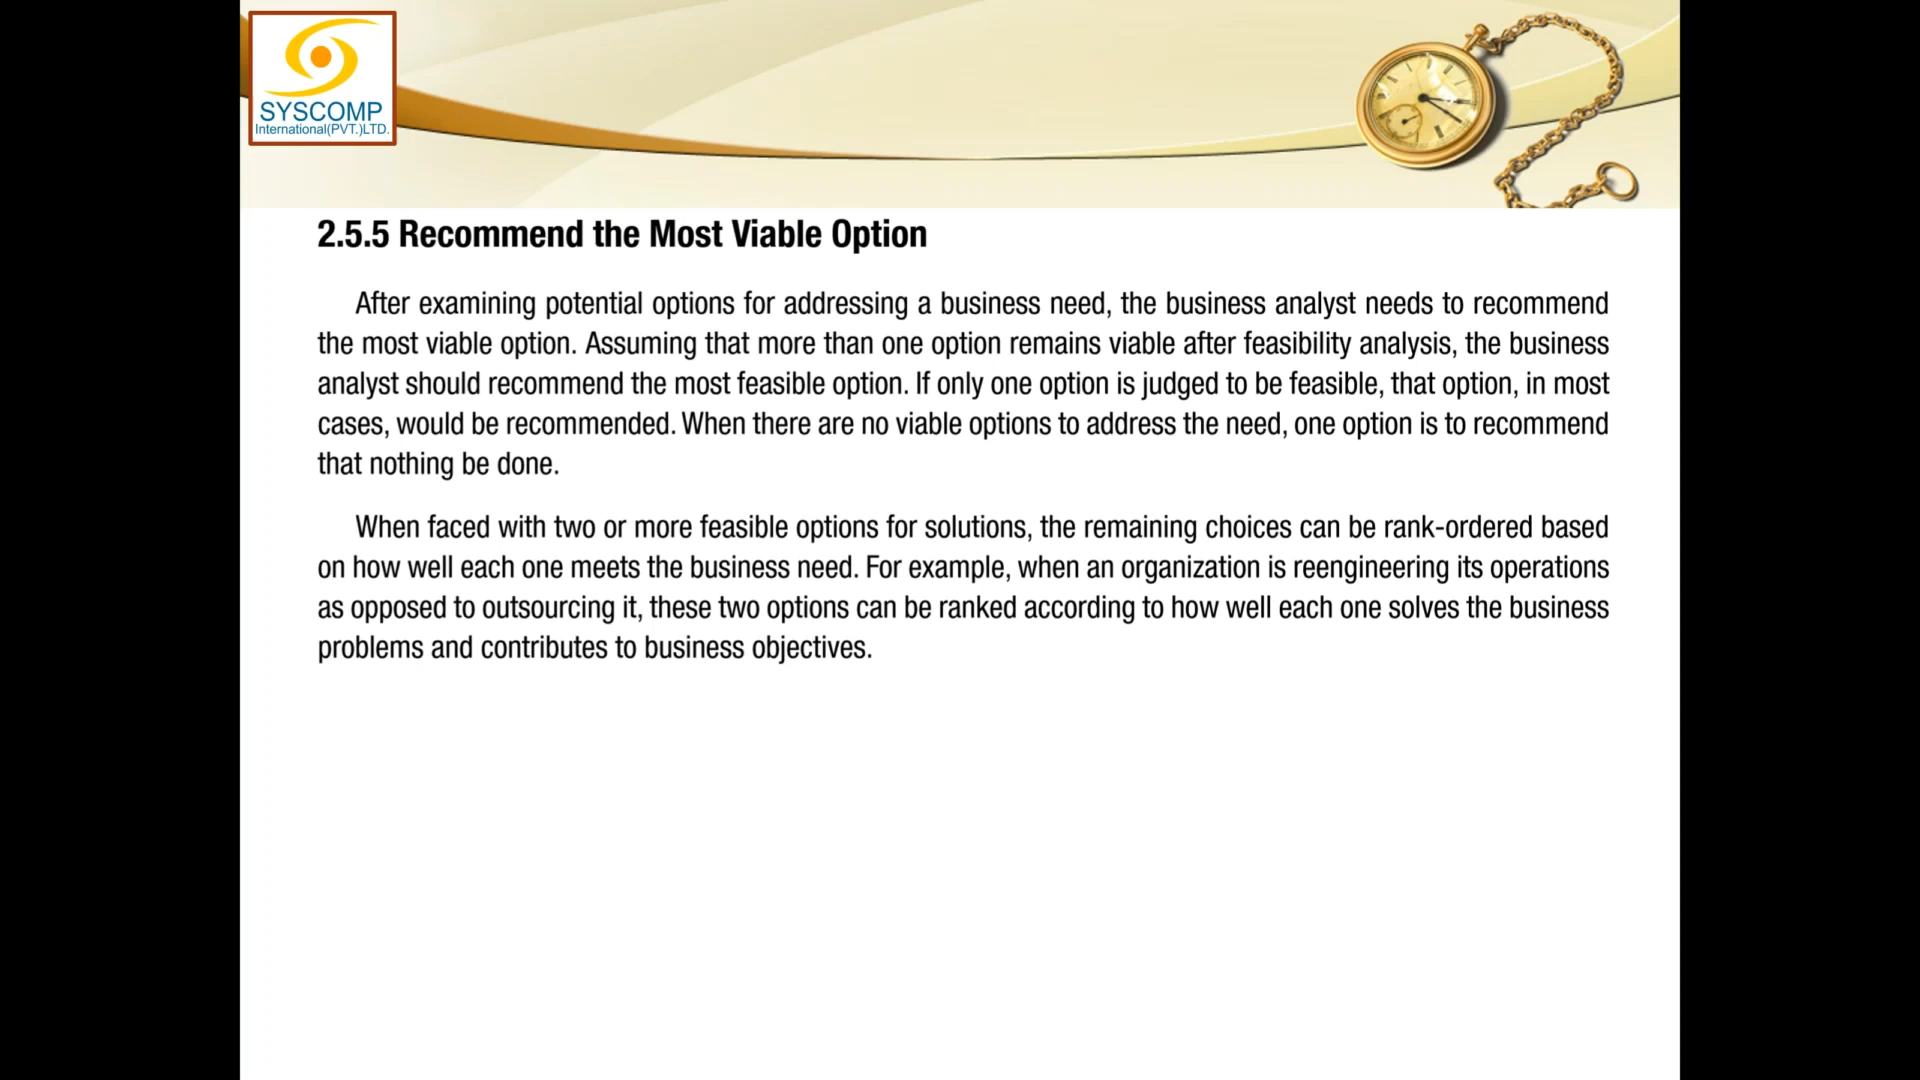 SYSCOMP
International(PVT.)LTD.
2.5.5 Recommend the Most Viable Option
After examining potential options for addressing a business need, the business analyst needs to recommend
the most viable option. Assuming that more than one option remains viable after feasibility analysis, the business
analyst should recommend the most feasible option. If only one option is judged to be feasible, that option, in most
cases, would be recommended. When there are no viable options to address the need, one option is to recommend
that nothing be done.
When faced with two or more feasible options for solutions, the remaining choices can be rank-ordered based
on how well each one meets the business need. For example, when an organization is reengineering its operations
as opposed to outsourcing it, these two options can be ranked according to how well each one solves the business
problems and contributes to business objectives.